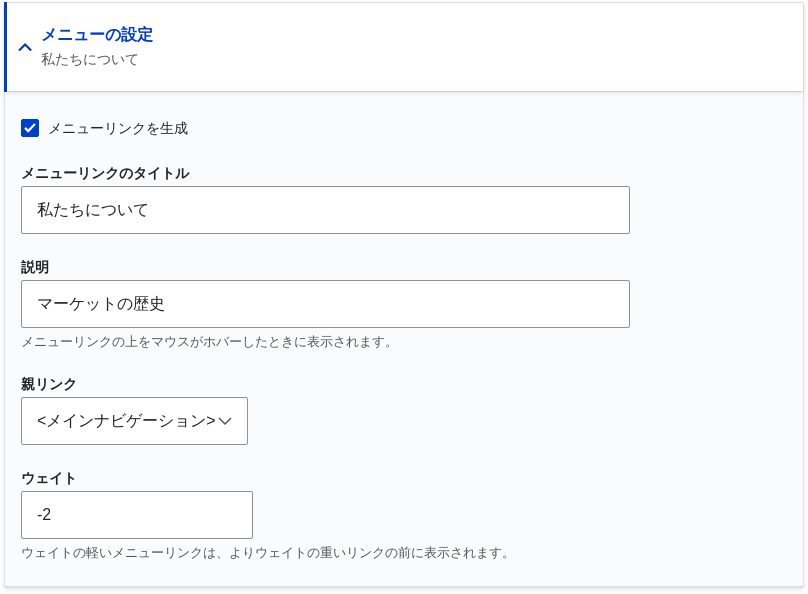 メニューの設定
私たちについて
メニューリンクを生成
メニューリンクのタイトル
私たちについて
説明
マーケットの歴史
メニューリンクの上をマウスがホバーしたときに表示されます。
親リンク
<メインナビゲーション>
ウェイト
-2
ウェイトの軽いメニューリンクは、よりウェイトの重いリンクの前に表示されます。